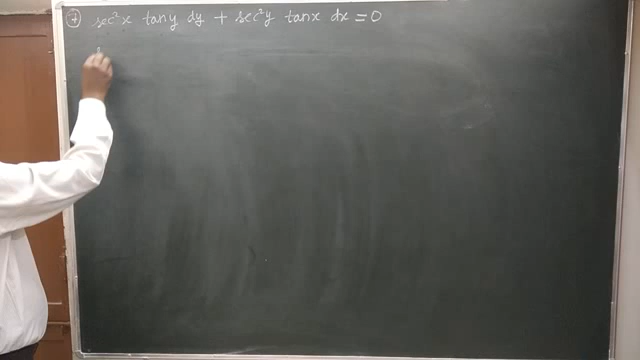 ⑦ sec²x tany dy + sec²y tanx dx = 0